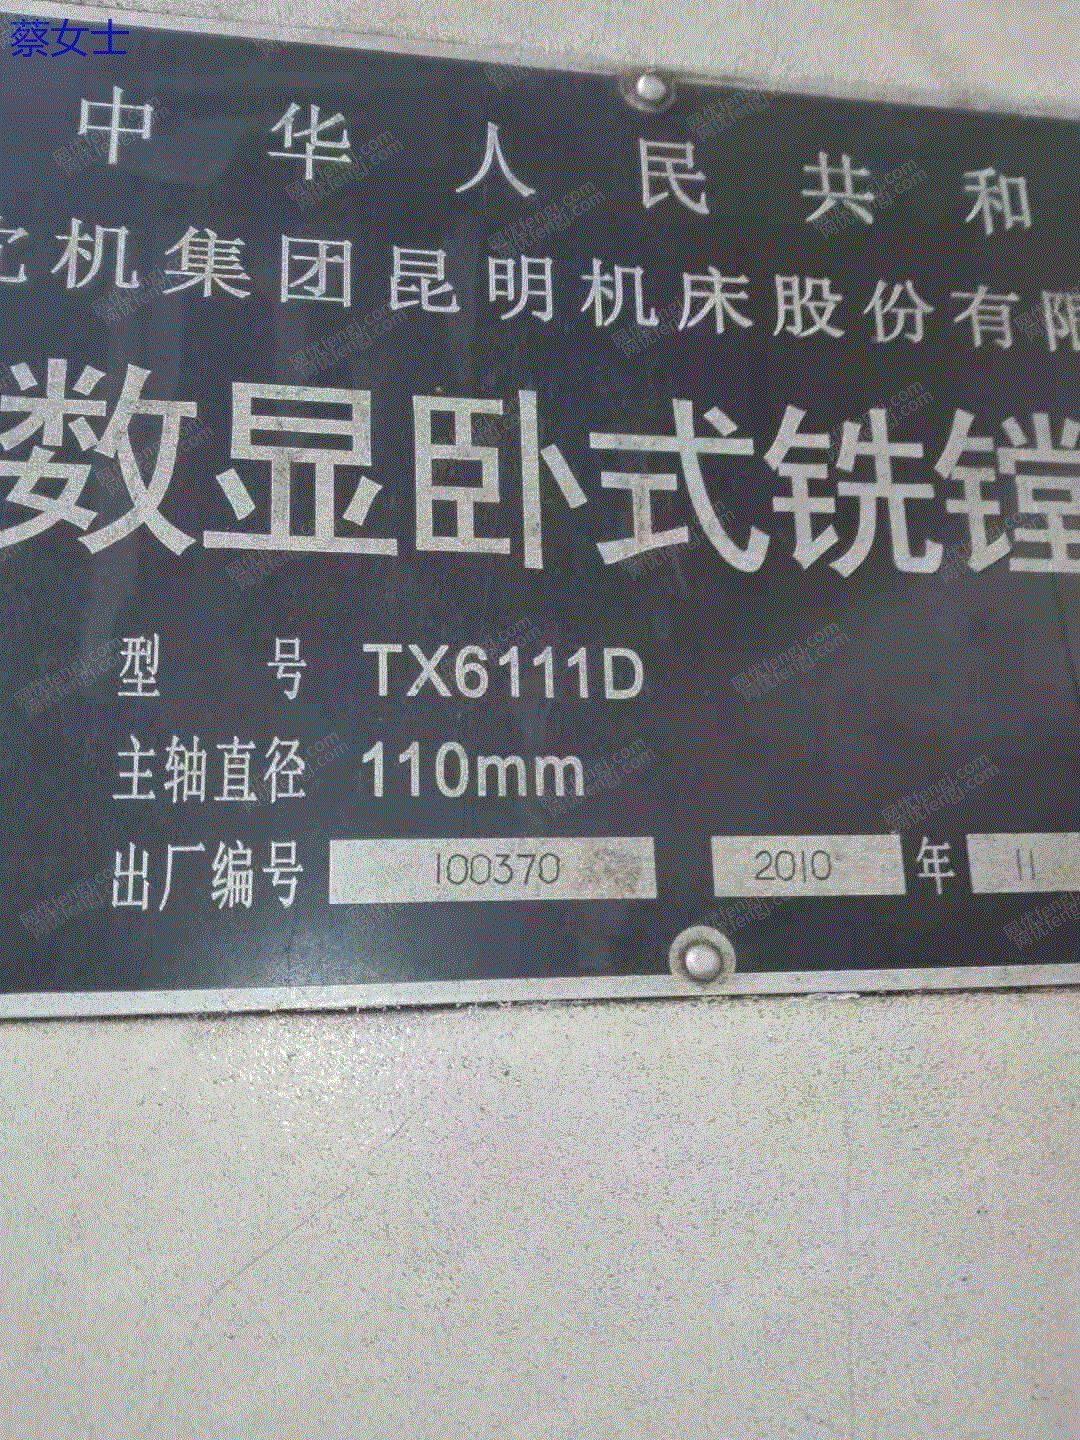 蔡女士
中华人民共和
机集团昆明机床股份有限
数显卧式铣镗
型号 TX6111D
主轴直径 110mm
出厂编号 100370 2010 年 11